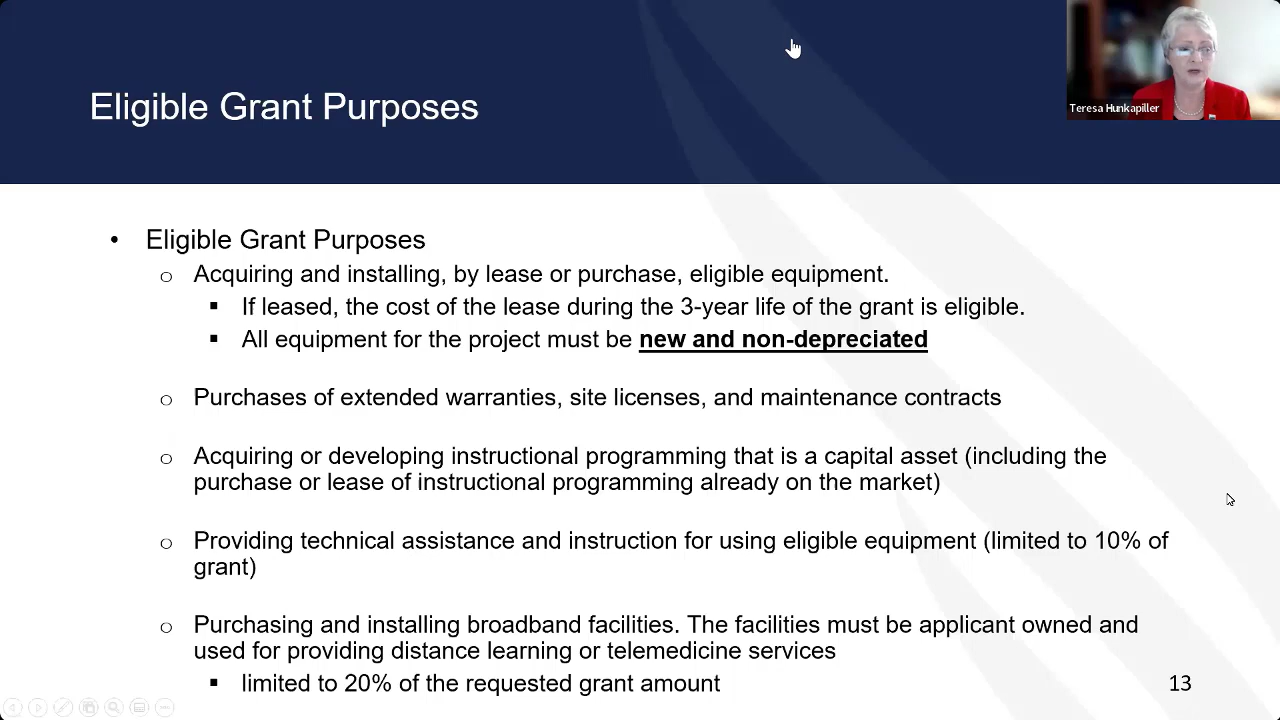 Teresa Hunkapiller
Eligible Grant Purposes
• Eligible Grant Purposes
o Acquiring and installing, by lease or purchase, eligible equipment.
▪ If leased, the cost of the lease during the 3-year life of the grant is eligible.
▪ All equipment for the project must be new and non-depreciated
o Purchases of extended warranties, site licenses, and maintenance contracts
o Acquiring or developing instructional programming that is a capital asset (including the
purchase or lease of instructional programming already on the market)
o Providing technical assistance and instruction for using eligible equipment (limited to 10% of
grant)
o Purchasing and installing broadband facilities. The facilities must be applicant owned and
used for providing distance learning or telemedicine services
▪ limited to 20% of the requested grant amount
13